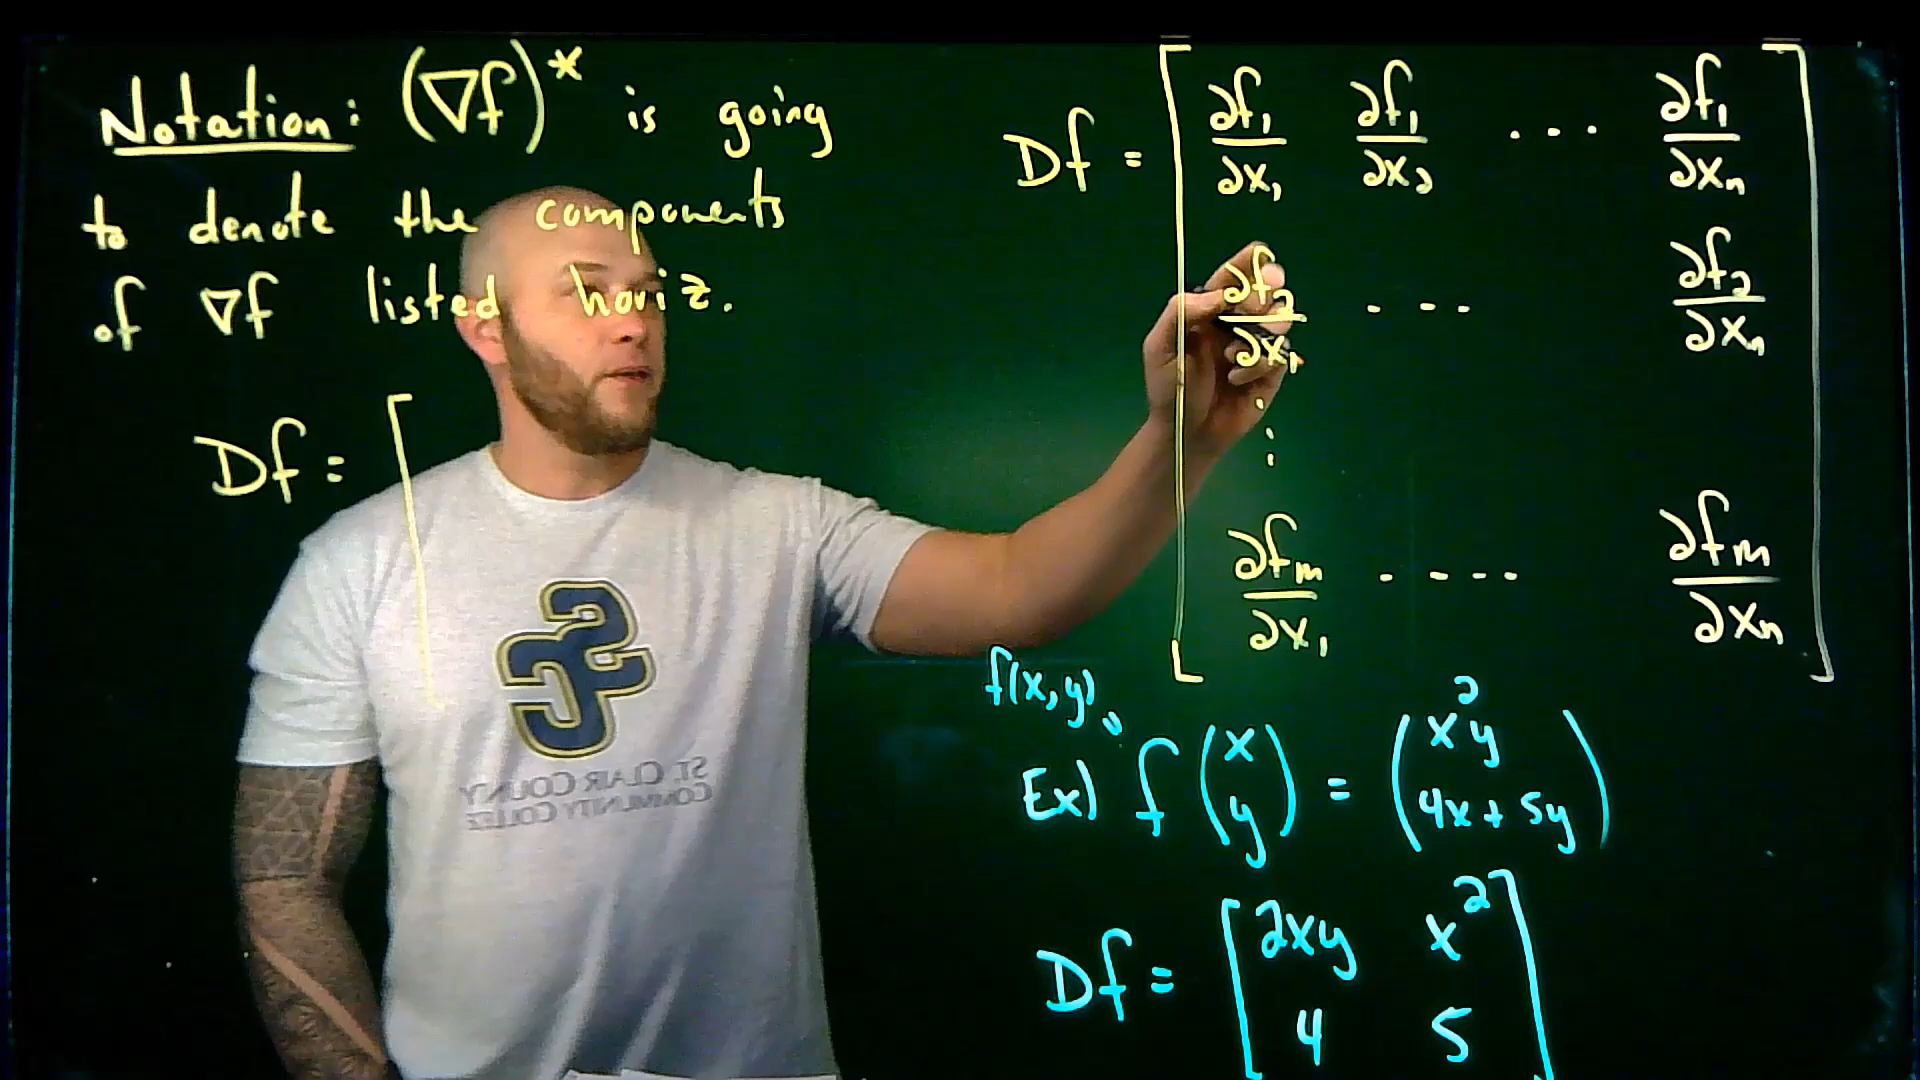 Notation: (∇f)* is going
to denote the components
of ∇f listed horiz.
Df = [
Df = [ ∂f₁/∂x₁ ∂f₁/∂x₂ ... ∂f₁/∂xₙ
∂f₂/∂x₁ ... ∂f₂/∂xₙ
⋮
∂fₘ/∂x₁ .... ∂fₘ/∂xₙ ]
f(x,y)
Ex) f (x y) = (x²y 4x + 5y)
Df = [ 2xy x²
4 5 ]
ST. CLAIR COUNTY
COMMUNITY COLLEGE